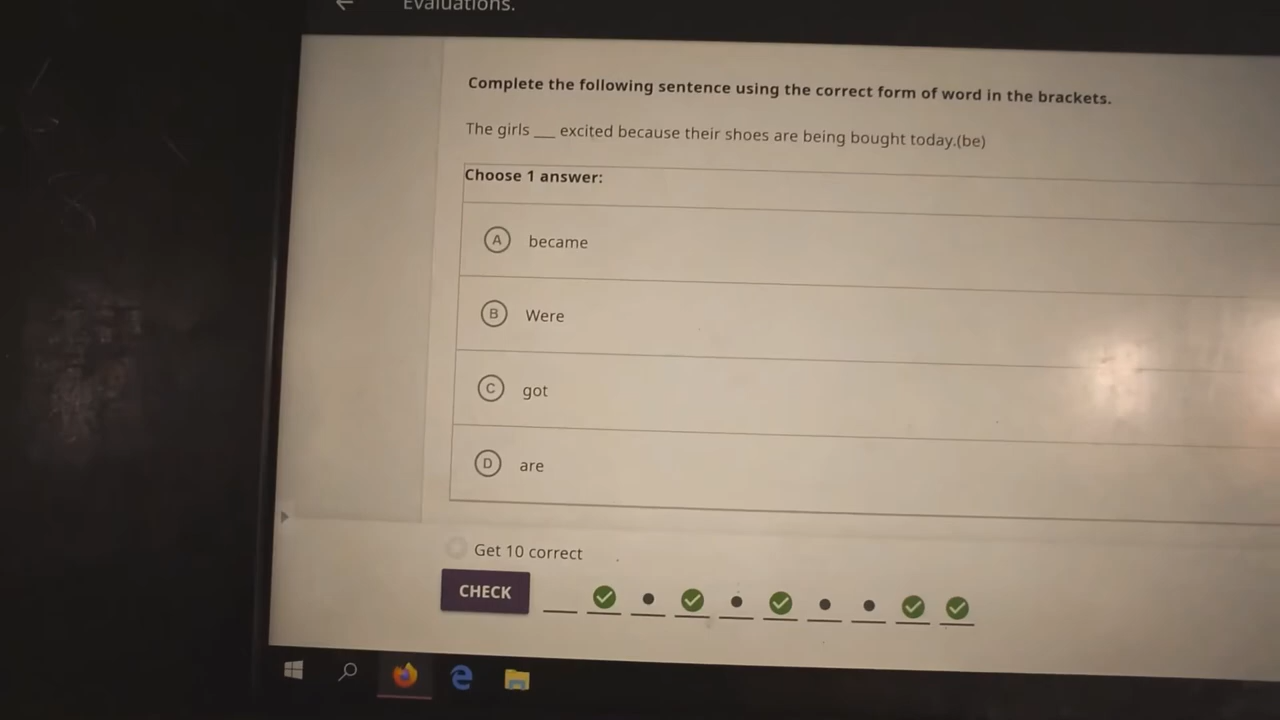 Evaluations.
Complete the following sentence using the correct form of word in the brackets.
The girls ___ excited because their shoes are being bought today.(be)
Choose 1 answer:
A became
B Were
C got
D are
Get 10 correct
CHECK